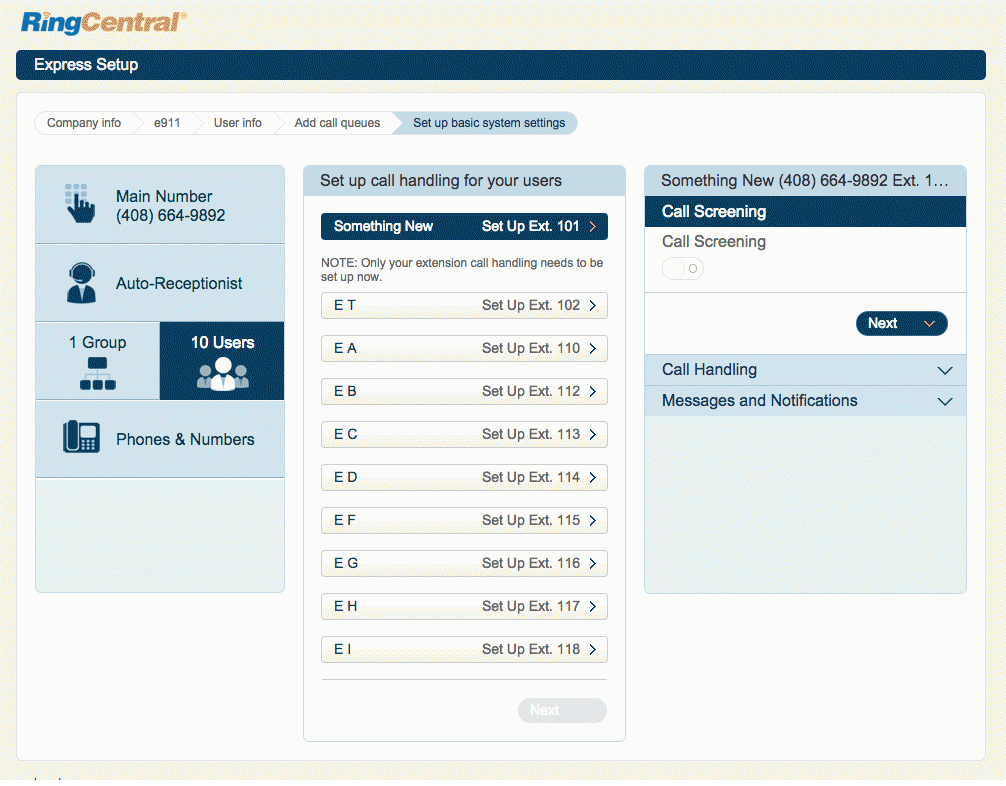 RingCentral®
Express Setup
Company info
e911
User info
Add call queues
Set up basic system settings
Main Number
(408) 664-9892
Auto-Receptionist
1 Group
10 Users
Phones & Numbers
Set up call handling for your users
Something New Set Up Ext. 101
NOTE: Only your extension call handling needs to be
set up now.
E T Set Up Ext. 102
E A Set Up Ext. 110
E B Set Up Ext. 112
E C Set Up Ext. 113
E D Set Up Ext. 114
E F Set Up Ext. 115
E G Set Up Ext. 116
E H Set Up Ext. 117
E I Set Up Ext. 118
Next
Something New (408) 664-9892 Ext. 1…
Call Screening
Call Screening
Next
Call Handling
Messages and Notifications